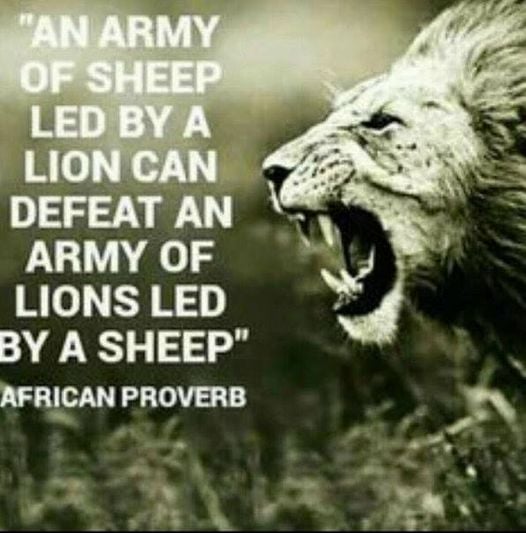 "AN ARMY
OF SHEEP
LED BY A
LION CAN
DEFEAT AN
ARMY OF
LIONS LED
BY A SHEEP"
AFRICAN PROVERB